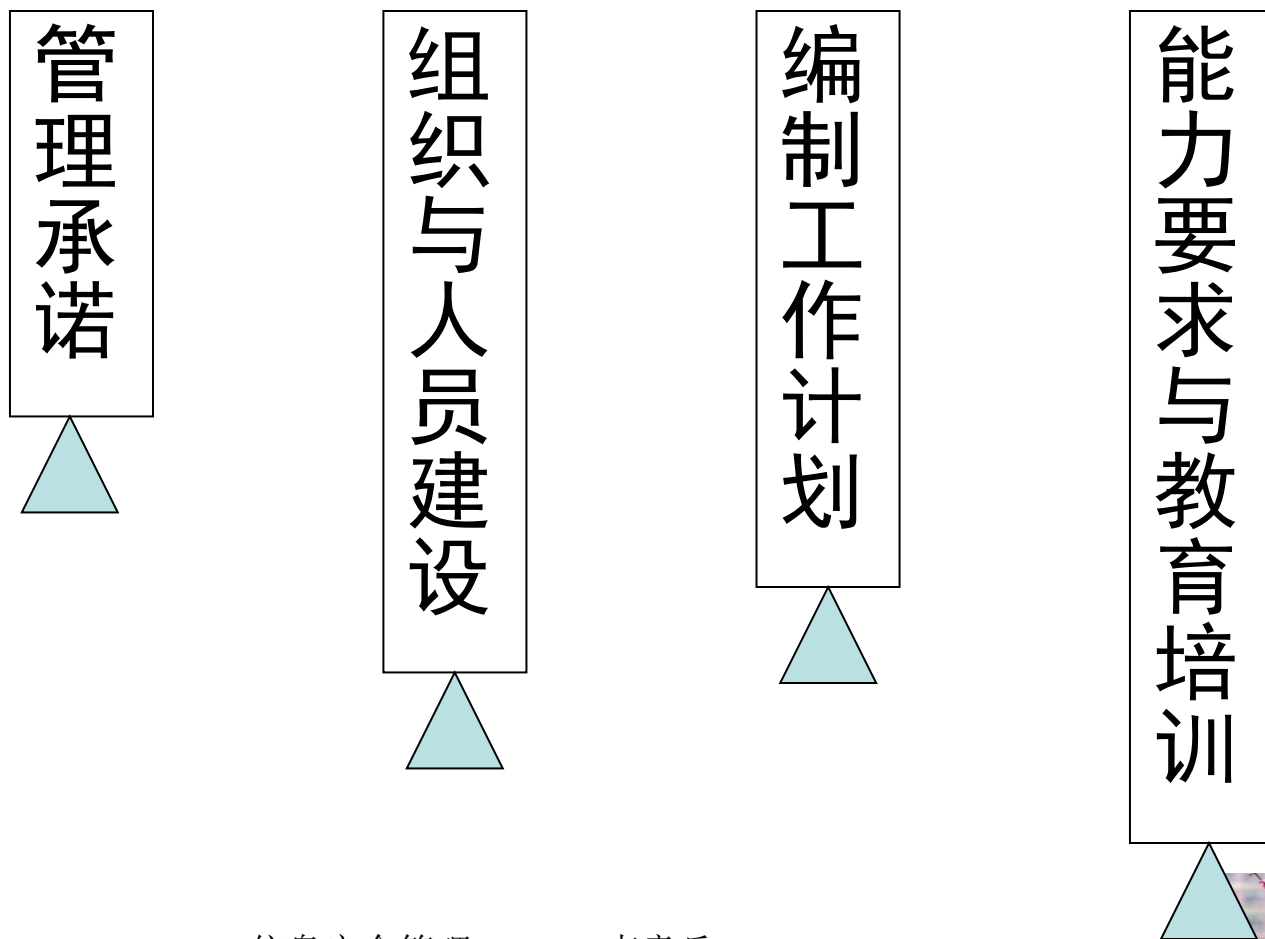 管理承诺
组织与人员建设
编制工作计划
能力要求与教育培训